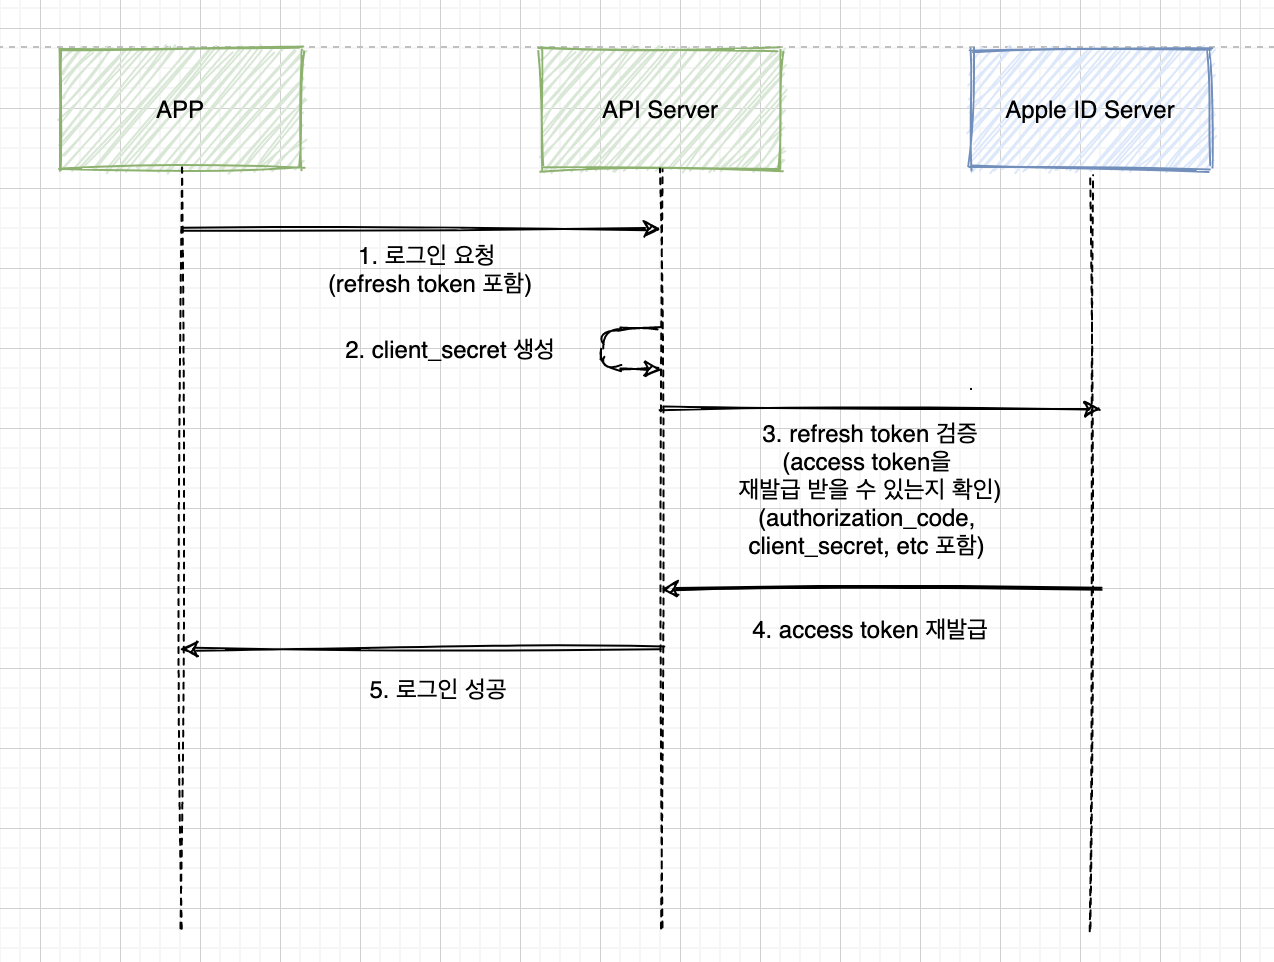 APP
API Server
Apple ID Server
1. 로그인 요청
(refresh token 포함)
2. client_secret 생성
3. refresh token 검증
(access token을
재발급 받을 수 있는지 확인)
(authorization_code,
client_secret, etc 포함)
4. access token 재발급
5. 로그인 성공